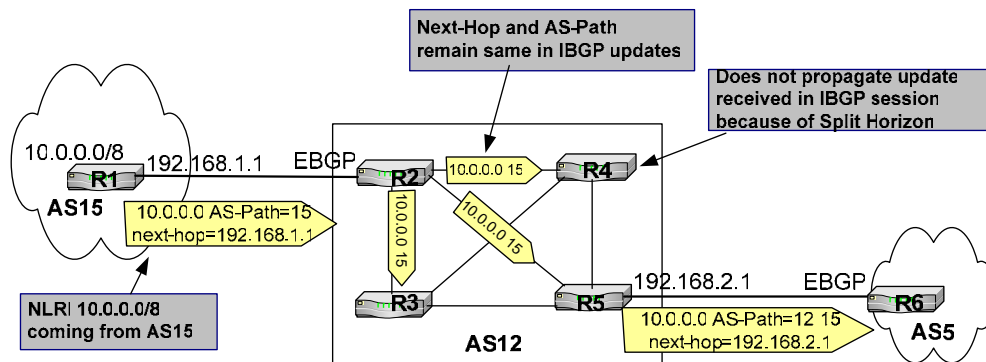 Next-Hop and AS-Path
remain same in IBGP updates
Does not propagate update
received in IBGP session
because of Split Horizon
10.0.0.0/8
192.168.1.1
EBGP
R1
R2
10.0.0.0 15
R4
AS15
10.0.0.0 AS-Path=15
next-hop=192.168.1.1
10.0.0.0 15
10.0.0.0 15
NLRI 10.0.0.0/8
coming from AS15
R3
R5
192.168.2.1
EBGP
R6
10.0.0.0 AS-Path=12 15
next-hop=192.168.2.1
AS12
AS5